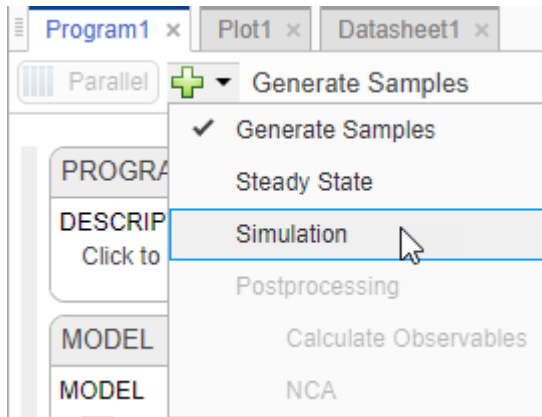 Program1 × Plot1 × Datasheet1 ×
Parallel Generate Samples
Generate Samples
Steady State
Simulation
Postprocessing
Calculate Observables
NCA
PROGRA
DESCRIP
Click to
MODEL
MODEL